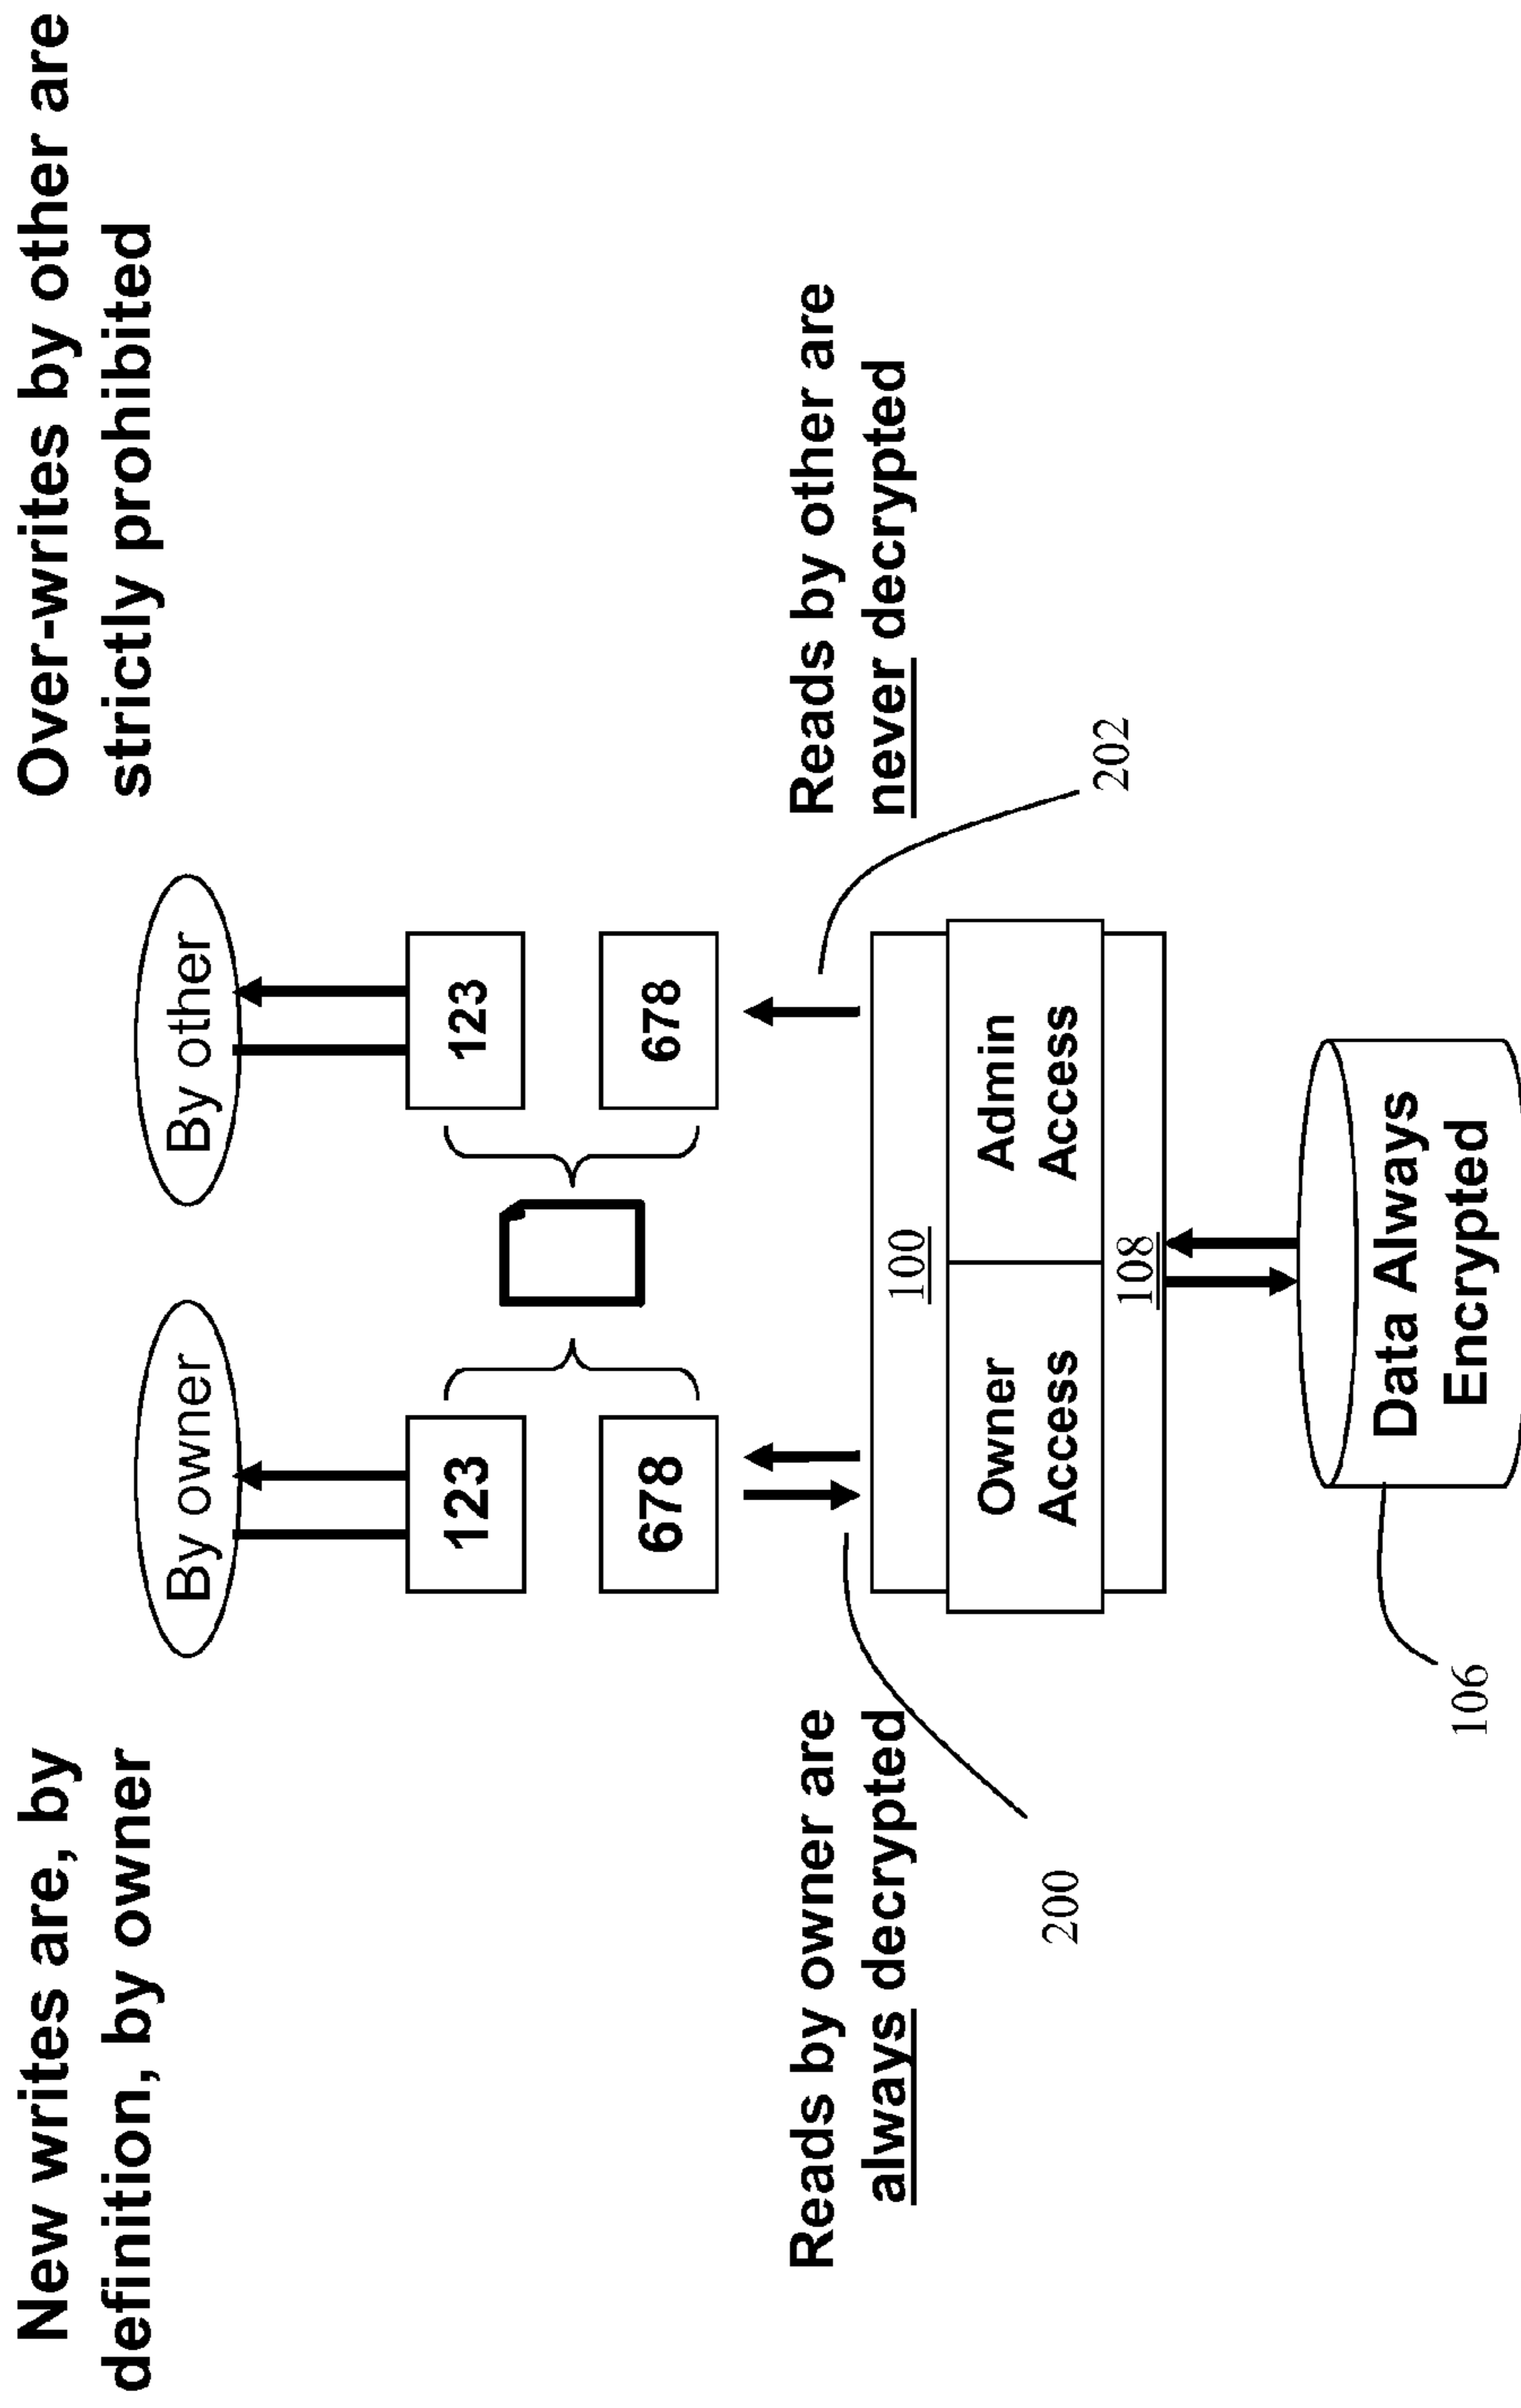 New writes are, by
definition, by owner
Over-writes by other are
strictly prohibited
By owner
By other
123
123
678
678
Reads by owner are
always decrypted
Reads by other are
never decrypted
200
202
100
Owner
Access
Admin
Access
108
Data Always
Encrypted
106